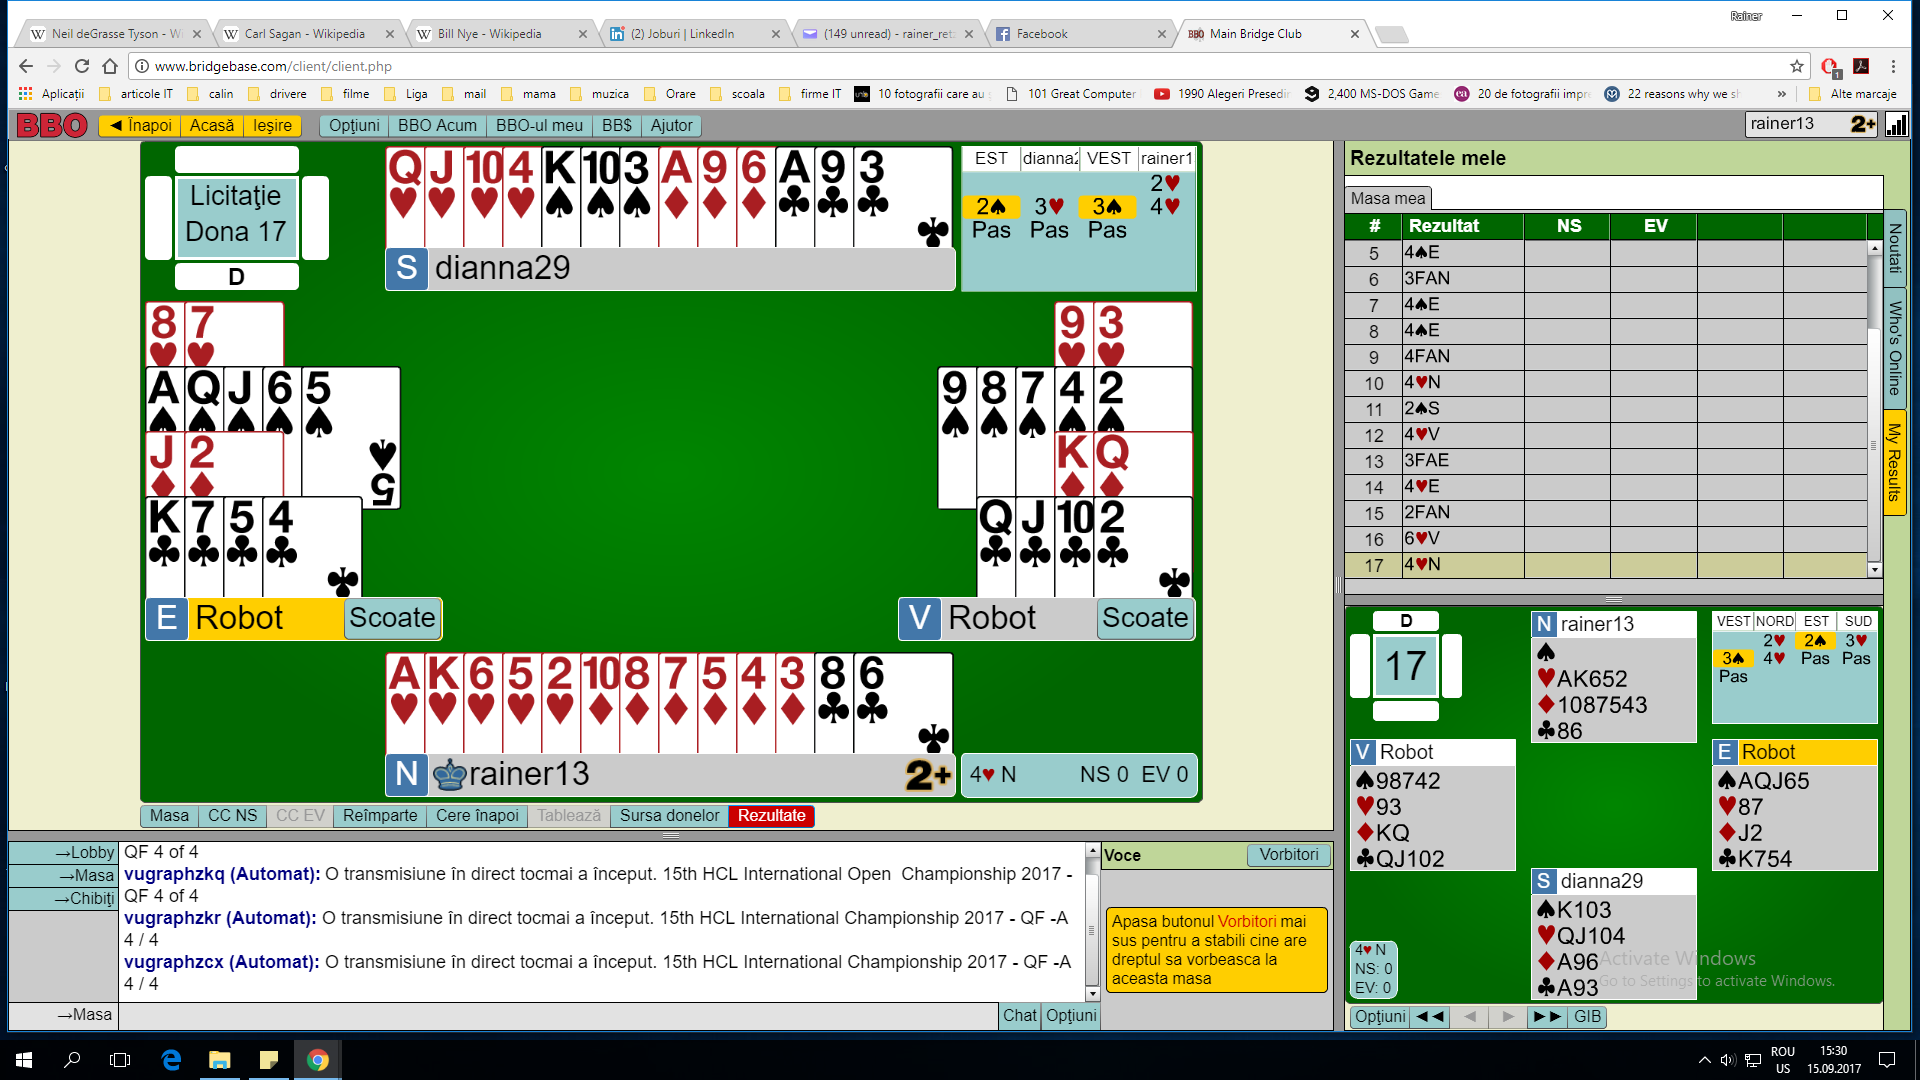 Rainer
Neil deGrasse Tyson - W
Carl Sagan - Wikipedia
Bill Nye - Wikipedia
(2) Joburi | LinkedIn
(149 unread) - rainer_ret
Facebook
Main Bridge Club
www.bridgebase.com/client/client.php
Aplicații articole IT calin drivere filme Liga mail mama muzica Orare scoala firme IT 10 fotografii care au 101 Great Computer 1990 Alegeri Președ 2,400 MS-DOS Game 20 de fotografii impr 22 reasons why we sh » Alte marcaje
BBO ◄ Înapoi Acasă Ieşire Opţiuni BBO Acum BBO-ul meu BB$ Ajutor rainer13 2+
Licitaţie
Dona 17
D
Q J 10 4 K 10 3 A 9 6 A 9 3
S dianna29
EST dianna2 VEST rainer1
2♥
2♠ 3♥ 3♠ 4♥
Pas Pas Pas
8 7
A Q J 6 5
5
J 2
K 7 5 4
E Robot Scoate
9 3
9 8 7 4 2
K Q
Q J 10 2
V Robot Scoate
A K 6 5 2 10 8 7 5 4 3 8 6
N rainer13 2+
4♥ N NS 0 EV 0
Masa CC NS CC EV Reîmparte Cere înapoi Tablează Sursa donelor Rezultate
→Lobby
→Masa
→Chibiţi
QF 4 of 4
vugraphzkq (Automat): O transmisiune în direct tocmai a început. 15th HCL International Open Championship 2017 -
QF 4 of 4
vugraphzkr (Automat): O transmisiune în direct tocmai a început. 15th HCL International Championship 2017 - QF -A
4 / 4
vugraphzcx (Automat): O transmisiune în direct tocmai a început. 15th HCL International Championship 2017 - QF -A
4 / 4
→Masa Chat Opţiuni
Voce Vorbitori
Apasa butonul Vorbitori mai
sus pentru a stabili cine are
dreptul sa vorbeasca la
aceasta masa
Rezultatele mele
Masa mea
# Rezultat NS EV
5 4♠E
6 3FAN
7 4♠E
8 4♠E
9 4FAN
10 4♥N
11 2♠S
12 4♥V
13 3FAE
14 4♥E
15 2FAN
16 6♥V
17 4♥N
Noutati
Who's Online
My Results
D
17
N rainer13
♠
♥AK652
♦1087543
♣86
VEST NORD EST SUD
2♥ 2♠ 3♥
3♠ 4♥ Pas Pas
Pas
V Robot
♠98742
♥93
♦KQ
♣QJ102
E Robot
♠AQJ65
♥87
♦J2
♣K754
S dianna29
♠K103
♥QJ104
♦A96
♣A93
4♥ N
NS: 0
EV: 0
Activate Windows
Go to Settings to activate Windows.
Opţiuni ◄◄ ◄ ► ►► GIB
ROU
US
15:30
15.09.2017